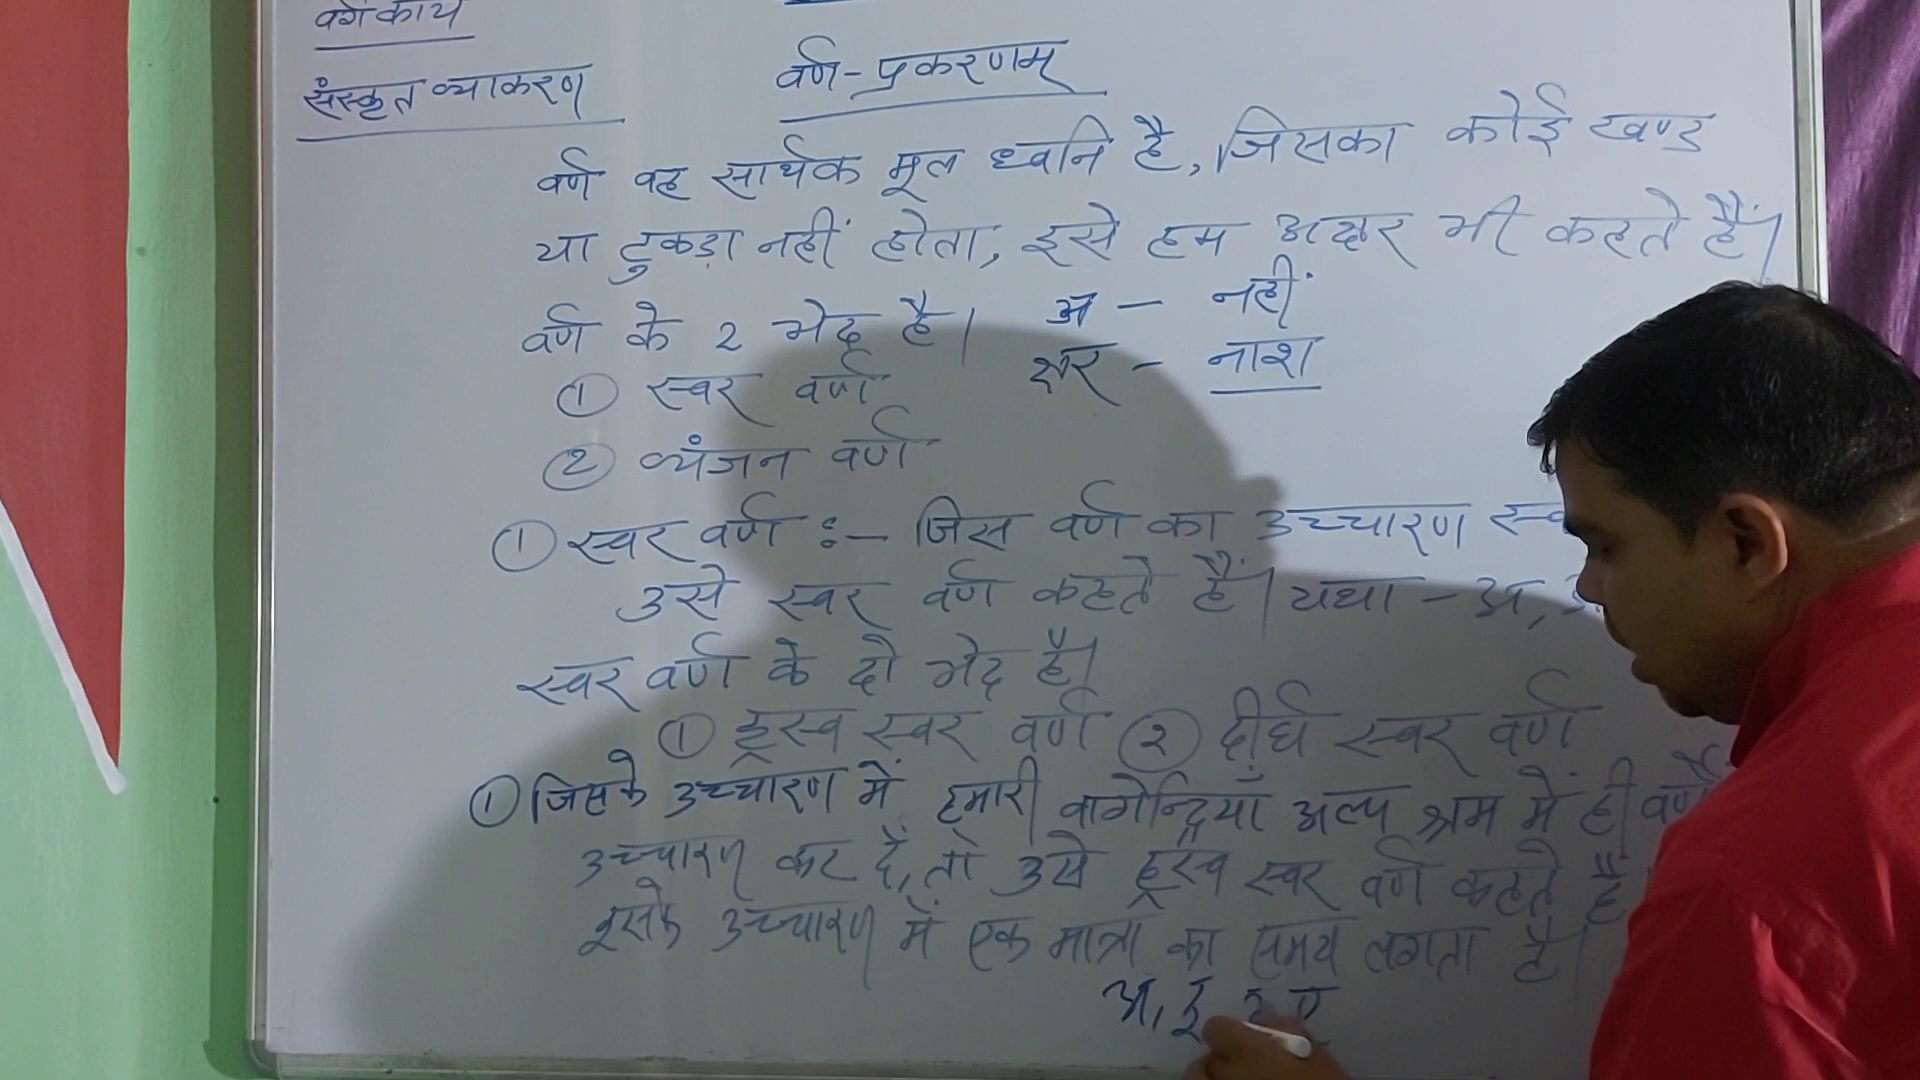 वर्ग कार्य
संस्कृत व्याकरण
वर्ण-प्रकरणम्
वर्ण वह सार्थक मूल ध्वनि है, जिसका कोई खण्ड
या टुकड़ा नहीं होता, इसे हम अक्षर भी कहते हैं।
वर्ण के 2 भेद है।
अ - नहीं
क्षर - नाश
① स्वर वर्ण
② व्यंजन वर्ण
① स्वर वर्ण :- जिस वर्ण का उच्चारण
उसे स्वर वर्ण कहते हैं। यथा - अ,
स्वर वर्ण के दो भेद है।
① ह्रस्व स्वर वर्ण ② दीर्घ स्वर वर्ण
① जिसके उच्चारण में हमारी वागेन्द्रियाँ अल्प श्रम में ही
उच्चारण कर दें, तो उसे ह्रस्व स्वर वर्ण कहते है
इसके उच्चारण में एक मात्रा का समय लगता है।
अ, इ